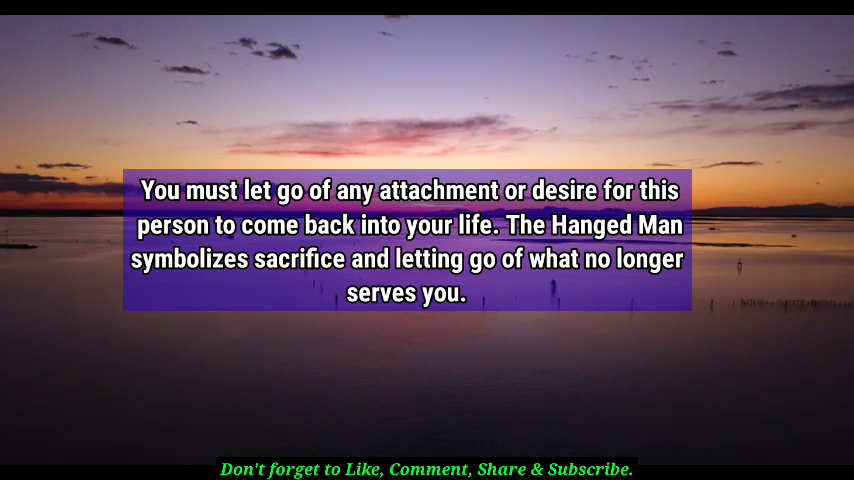 You must let go of any attachment or desire for this
person to come back into your life. The Hanged Man
symbolizes sacrifice and letting go of what no longer
serves you.
Don't forget to Like, Comment, Share & Subscribe.